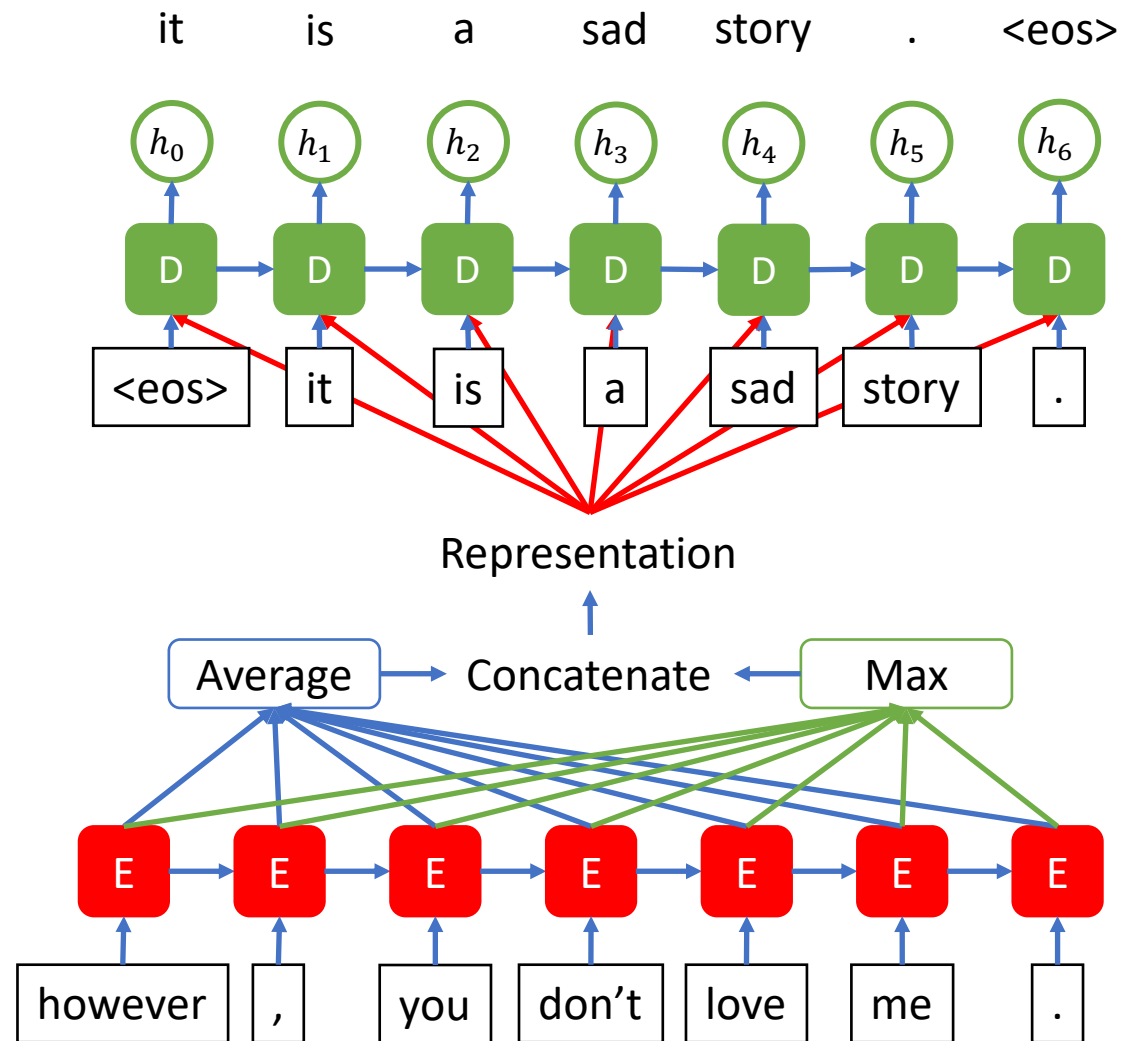 it is a sad story . <eos>
h₀ h₁ h₂ h₃ h₄ h₅ h₆
D D D D D D D
<eos> it is a sad story .
Representation
Average Concatenate Max
E E E E E E E
however , you don’t love me .